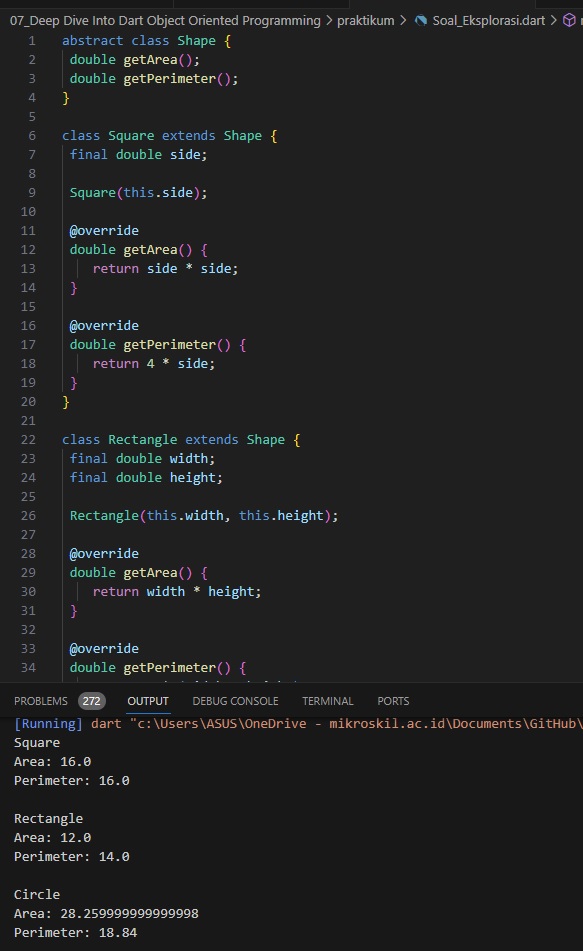 07_Deep Dive Into Dart Object Oriented Programming > praktikum > Soal_Eksplorasi.dart >
1 abstract class Shape {
2 double getArea();
3 double getPerimeter();
4 }
5
6 class Square extends Shape {
7 final double side;
8
9 Square(this.side);
10
11 @override
12 double getArea() {
13 return side * side;
14 }
15
16 @override
17 double getPerimeter() {
18 return 4 * side;
19 }
20 }
21
22 class Rectangle extends Shape {
23 final double width;
24 final double height;
25
26 Rectangle(this.width, this.height);
27
28 @override
29 double getArea() {
30 return width * height;
31 }
32
33 @override
34 double getPerimeter() {
PROBLEMS 272 OUTPUT DEBUG CONSOLE TERMINAL PORTS
[Running] dart "c:\Users\ASUS\OneDrive - mikroskil.ac.id\Documents\GitHub\
Square
Area: 16.0
Perimeter: 16.0

Rectangle
Area: 12.0
Perimeter: 14.0

Circle
Area: 28.259999999999998
Perimeter: 18.84